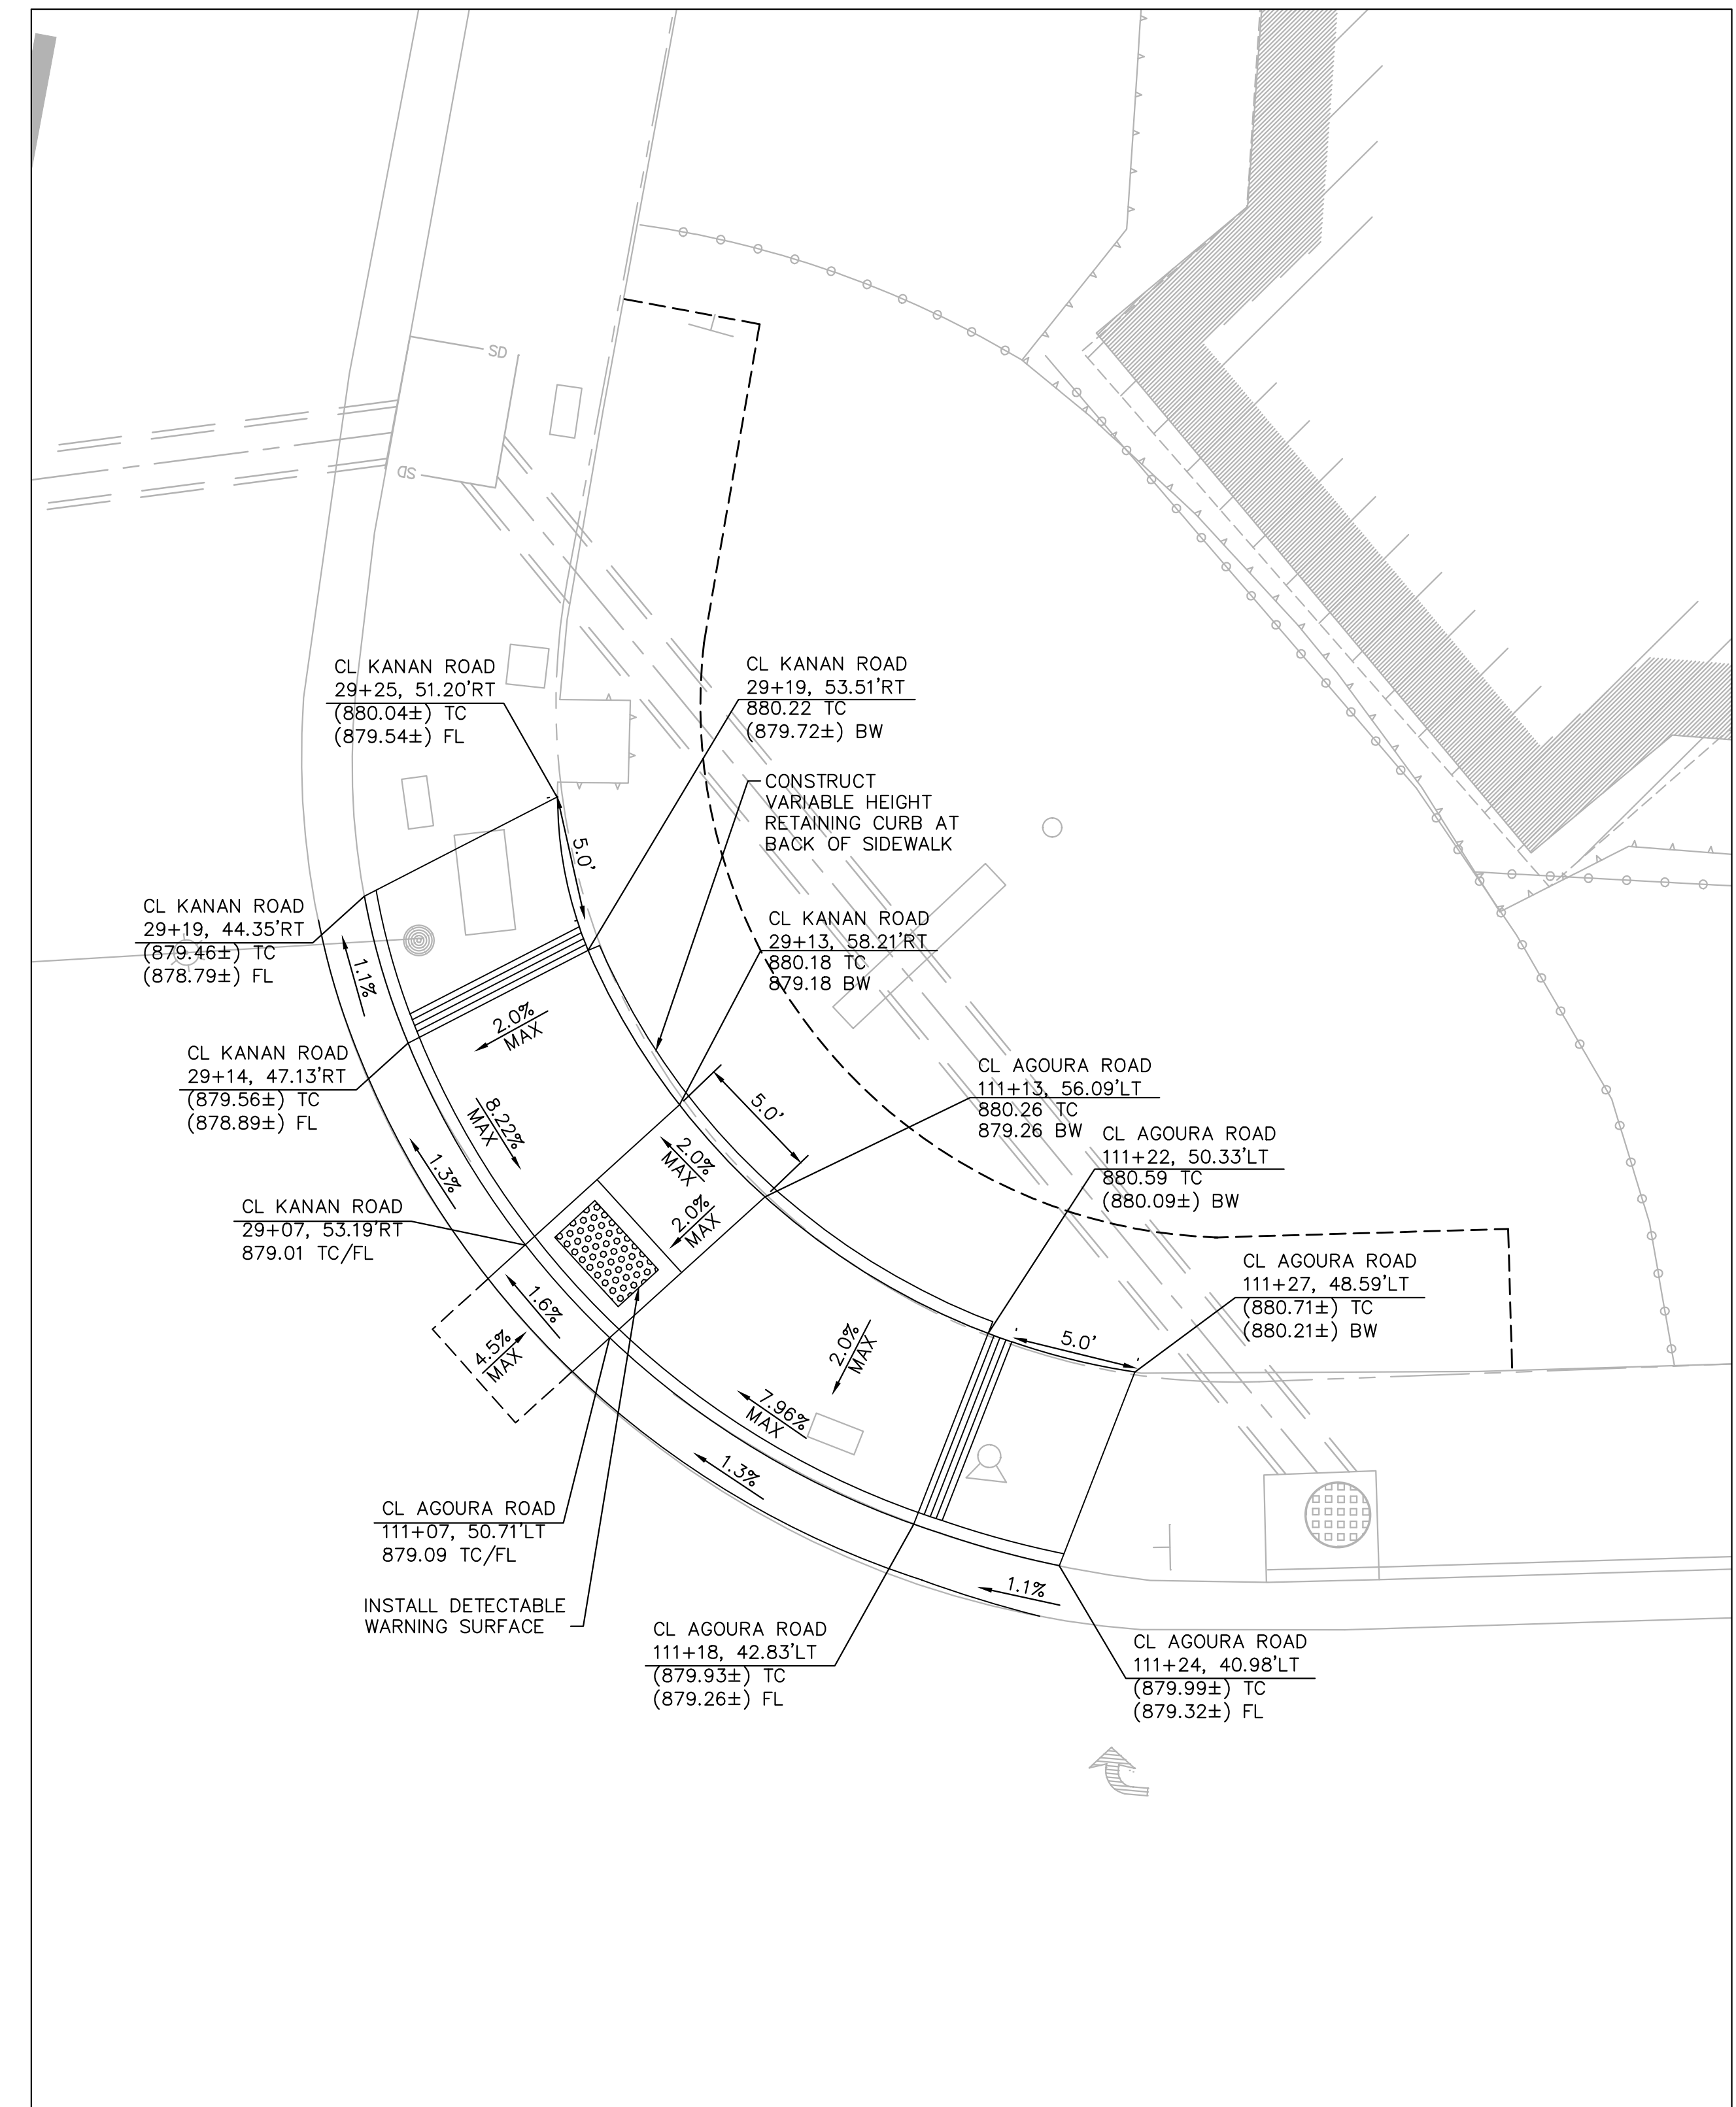 SD
SD
CL KANAN ROAD
29+25, 51.20'RT
(880.04±) TC
(879.54±) FL
CL KANAN ROAD
29+19, 53.51'RT
880.22 TC
(879.72±) BW
CONSTRUCT
VARIABLE HEIGHT
RETAINING CURB AT
BACK OF SIDEWALK
5.0'
CL KANAN ROAD
29+19, 44.35'RT
(879.46±) TC
(878.79±) FL
1.1%
CL KANAN ROAD
29+13, 58.21'RT
880.18 TC
879.18 BW
2.0%
MAX
CL KANAN ROAD
29+14, 47.13'RT
(879.56±) TC
(878.89±) FL
8.22%
MAX
5.0'
CL AGOURA ROAD
111+13, 56.09'LT
880.26 TC
879.26 BW
CL AGOURA ROAD
111+22, 50.33'LT
880.59 TC
(880.09±) BW
1.3%
2.0%
MAX
2.0%
MAX
CL KANAN ROAD
29+07, 53.19'RT
879.01 TC/FL
CL AGOURA ROAD
111+27, 48.59'LT
(880.71±) TC
(880.21±) BW
1.6%
4.5%
MAX
2.0%
MAX
5.0'
7.96%
MAX
1.3%
CL AGOURA ROAD
111+07, 50.71'LT
879.09 TC/FL
INSTALL DETECTABLE
WARNING SURFACE
1.1%
CL AGOURA ROAD
111+18, 42.83'LT
(879.93±) TC
(879.26±) FL
CL AGOURA ROAD
111+24, 40.98'LT
(879.99±) TC
(879.32±) FL